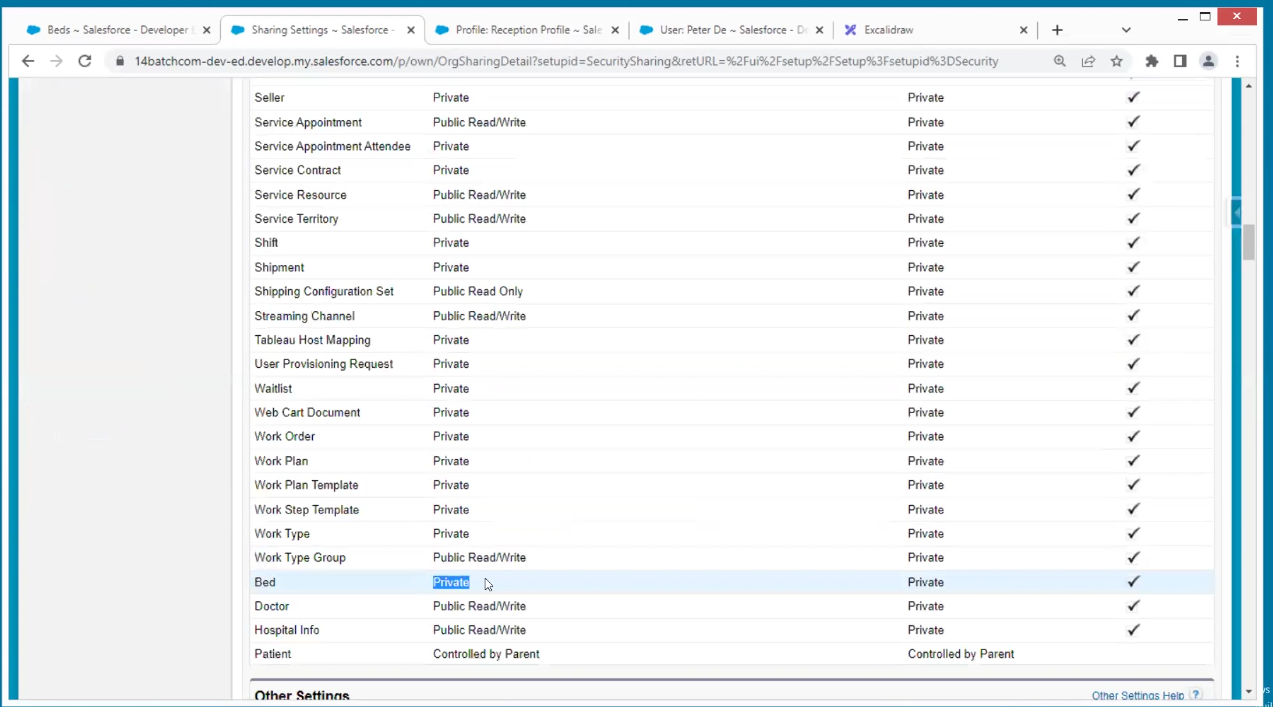 Beds ~ Salesforce - Developer E
Sharing Settings ~ Salesforce -
Profile: Reception Profile ~ Sale
User: Peter De ~ Salesforce - De
Excalidraw
14batchcom-dev-ed.develop.my.salesforce.com/p/own/OrgSharingDetail?setupid=SecuritySharing&retURL=%2Fui%2Fsetup%2FSetup%3Fsetupid%3DSecurity
Seller Private Private
Service Appointment Public Read/Write Private
Service Appointment Attendee Private Private
Service Contract Private Private
Service Resource Public Read/Write Private
Service Territory Public Read/Write Private
Shift Private Private
Shipment Private Private
Shipping Configuration Set Public Read Only Private
Streaming Channel Public Read/Write Private
Tableau Host Mapping Private Private
User Provisioning Request Private Private
Waitlist Private Private
Web Cart Document Private Private
Work Order Private Private
Work Plan Private Private
Work Plan Template Private Private
Work Step Template Private Private
Work Type Private Private
Work Type Group Public Read/Write Private
Bed Private Private
Doctor Public Read/Write Private
Hospital Info Public Read/Write Private
Patient Controlled by Parent Controlled by Parent
Other Settings Other Settings Help ?